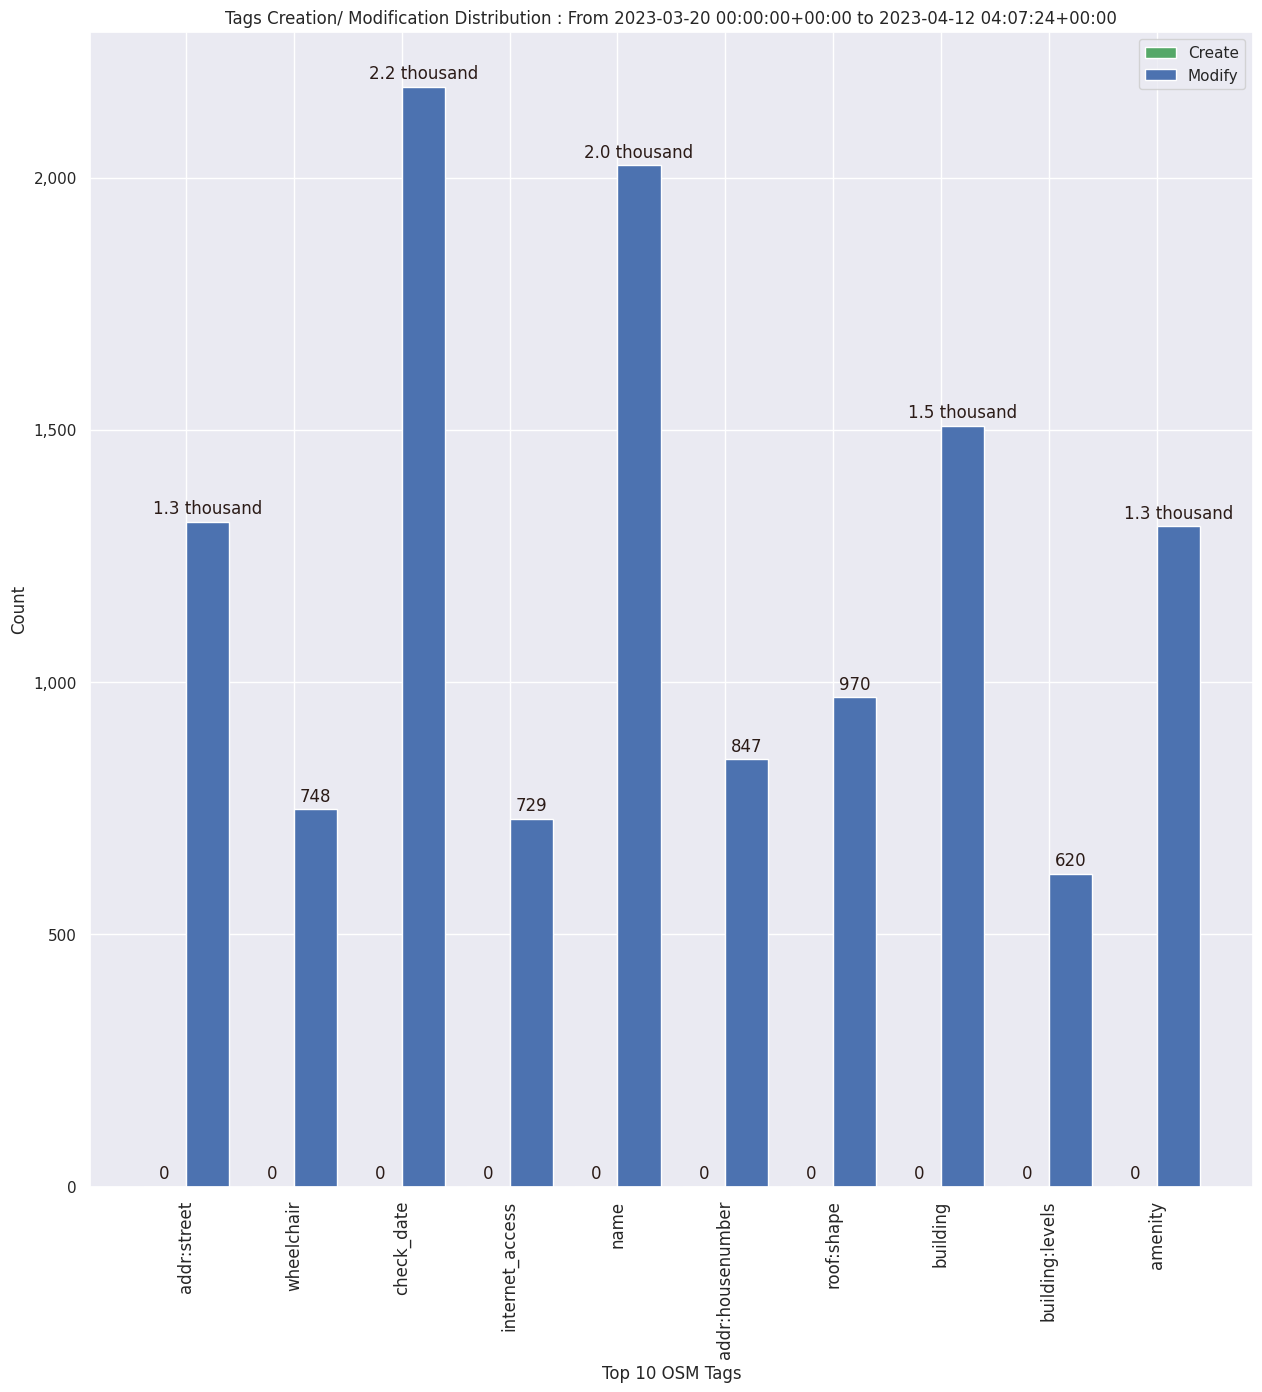 Tags Creation/ Modification Distribution : From 2023-03-20 00:00:00+00:00 to 2023-04-12 04:07:24+00:00
Create
Modify
Count
2,000
1,500
1,000
500
0
1.3 thousand
748
2.2 thousand
729
2.0 thousand
847
970
1.5 thousand
620
1.3 thousand
0
0
0
0
0
0
0
0
0
0
addr:street
wheelchair
check_date
internet_access
name
addr:housenumber
roof:shape
building
building:levels
amenity
Top 10 OSM Tags